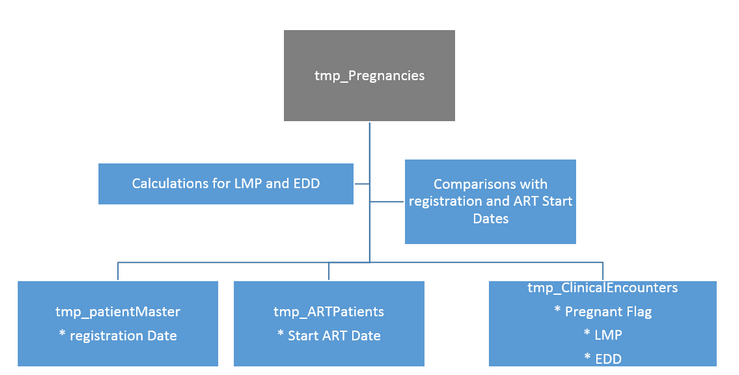 tmp_Pregnancies
Calculations for LMP and EDD
Comparisons with
registration and ART Start
Dates
tmp_patientMaster
* registration Date
tmp_ARTPatients
* Start ART Date
tmp_ClinicalEncounters
* Pregnant Flag
* LMP
* EDD